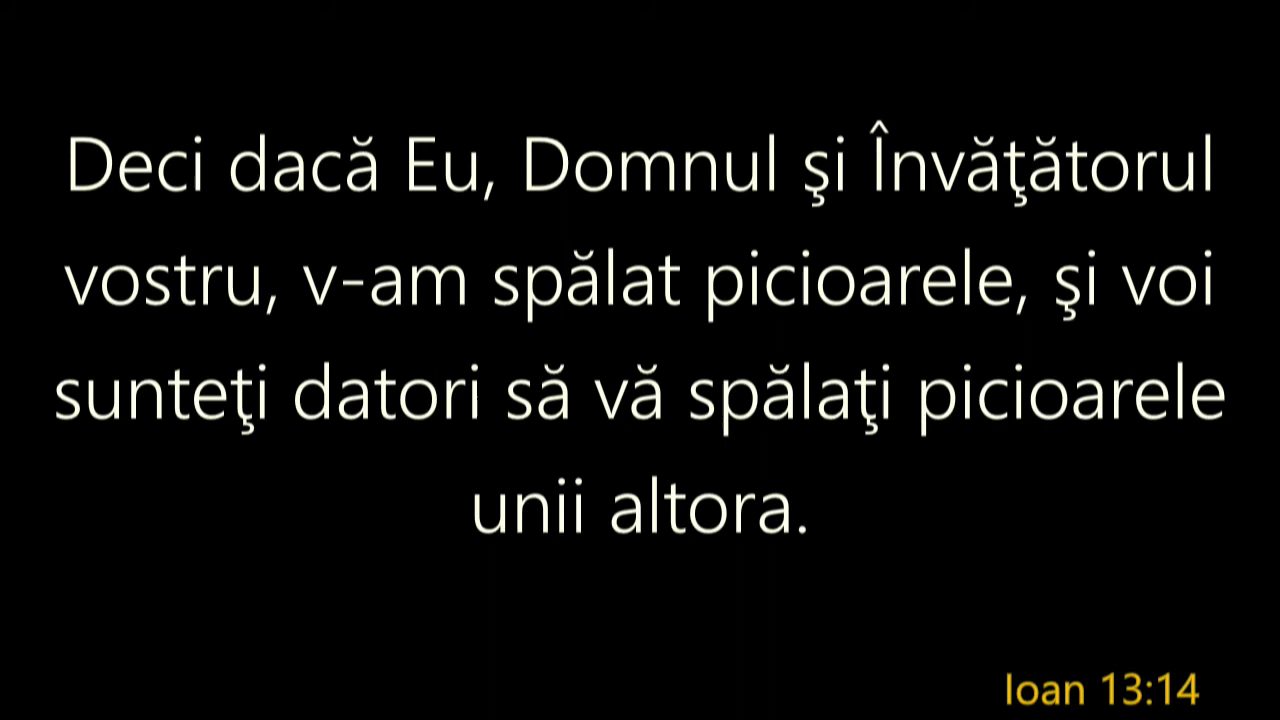 Deci dacă Eu, Domnul şi Învăţătorul
vostru, v-am spălat picioarele, şi voi
sunteţi datori să vă spălaţi picioarele
unii altora.
Ioan 13:14